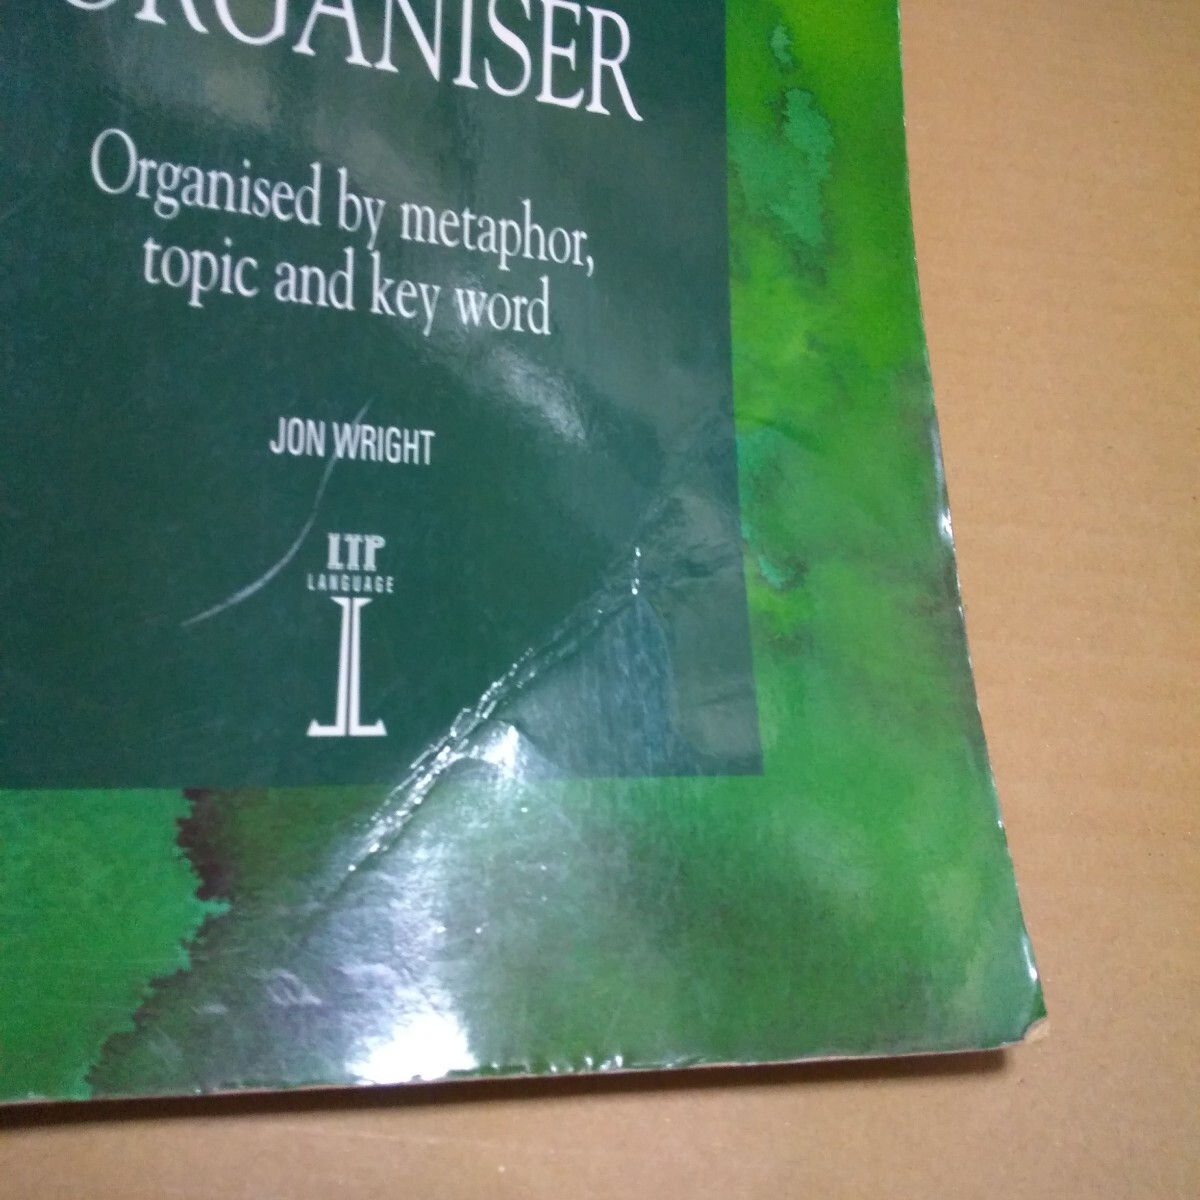 ORGANISER
Organised by metaphor,
topic and key word
JON WRIGHT
LTP
LANGUAGE